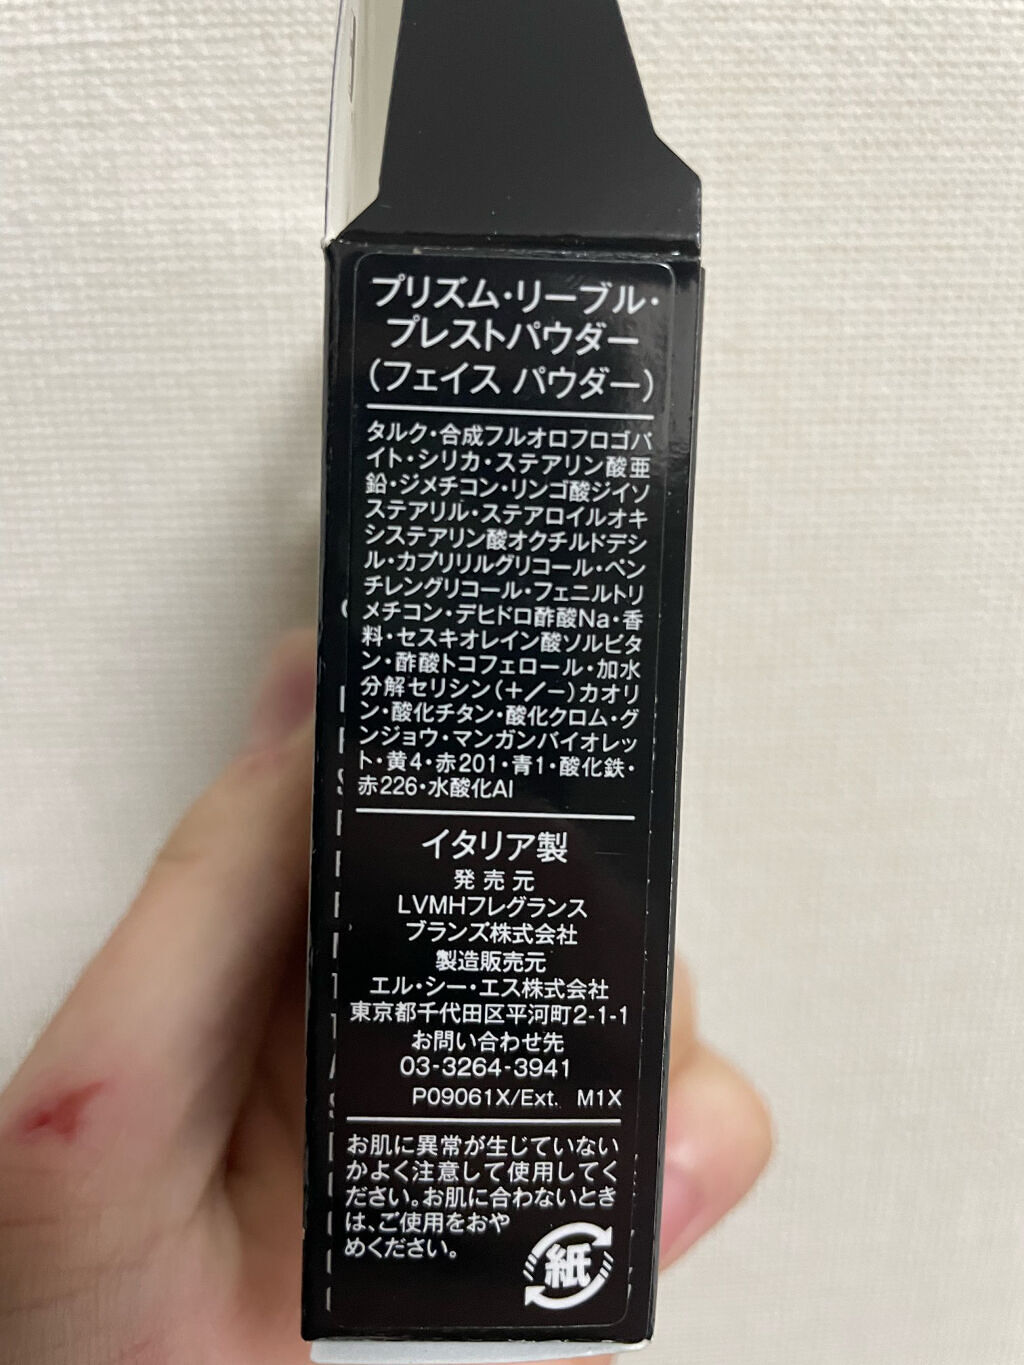 プリズム・リーブル・
プレストパウダー
（フェイス パウダー）
タルク・合成フルオロフロゴパ
イト・シリカ・ステアリン酸亜
鉛・ジメチコン・リンゴ酸ジイソ
ステアリル・ステアロイルオキ
システアリン酸オクチルドデシ
ル・カプリリルグリコール・ペン
チレングリコール・フェニルトリ
メチコン・デヒドロ酢酸Na・香
料・セスキオレイン酸ソルビタ
ン・酢酸トコフェロール・加水
分解セリシン（＋／−）カオリ
ン・酸化チタン・酸化クロム・グ
ンジョウ・マンガンバイオレッ
ト・黄4・赤201・青1・酸化鉄・
赤226・水酸化Al
イタリア製
発売元
LVMHフレグランス
ブランズ株式会社
製造販売元
エル・シー・エス株式会社
東京都千代田区平河町2-1-1
お問い合わせ先
03-3264-3941
P09061X/Ext. M1X
お肌に異常が生じていない
かよく注意して使用してく
ださい。お肌に合わないとき
は、ご使用をおや
めください。
紙